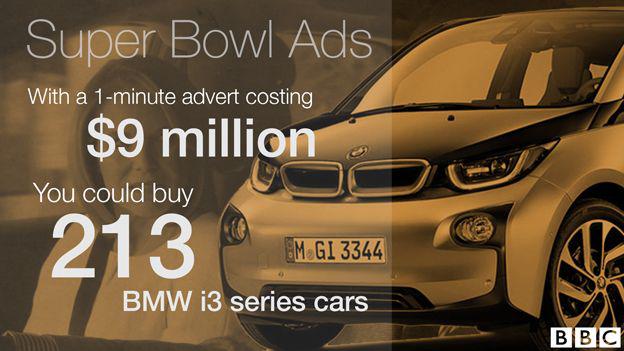 Super Bowl Ads
With a 1-minute advert costing
$9 million
You could buy
213
BMW i3 series cars
M GI 3344
BBC